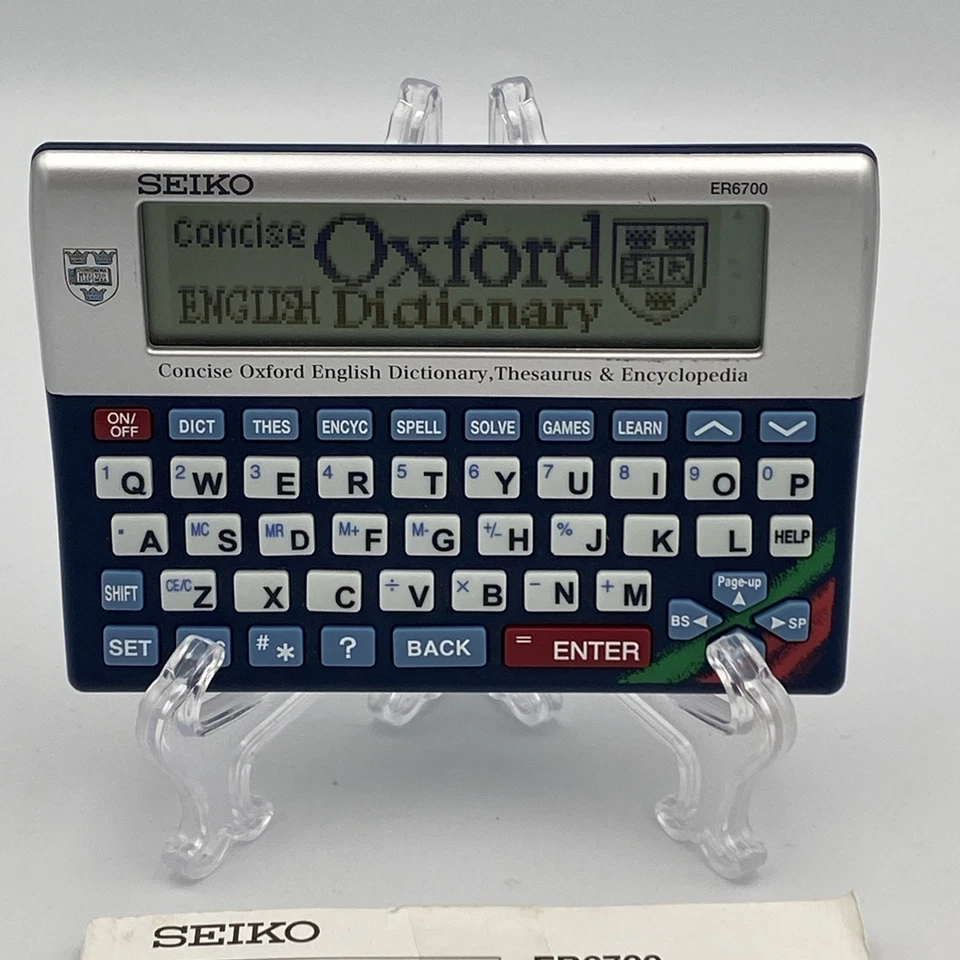 SEIKO ER6700
Concise Oxford
ENGLISH Dictionary
Concise Oxford English Dictionary,Thesaurus & Encyclopedia
ON/OFF DICT THES ENCYC SPELL SOLVE GAMES LEARN
1 Q 2 W 3 E 4 R 5 T 6 Y 7 U 8 I 9 O 0 P
. A MC S MR D M+ F M- G +/- H % J K L HELP
SHIFT CE/C Z X C ÷ V × B − N + M Page-up
BS SP
SET # * ? BACK = ENTER
SEIKO
ER6700